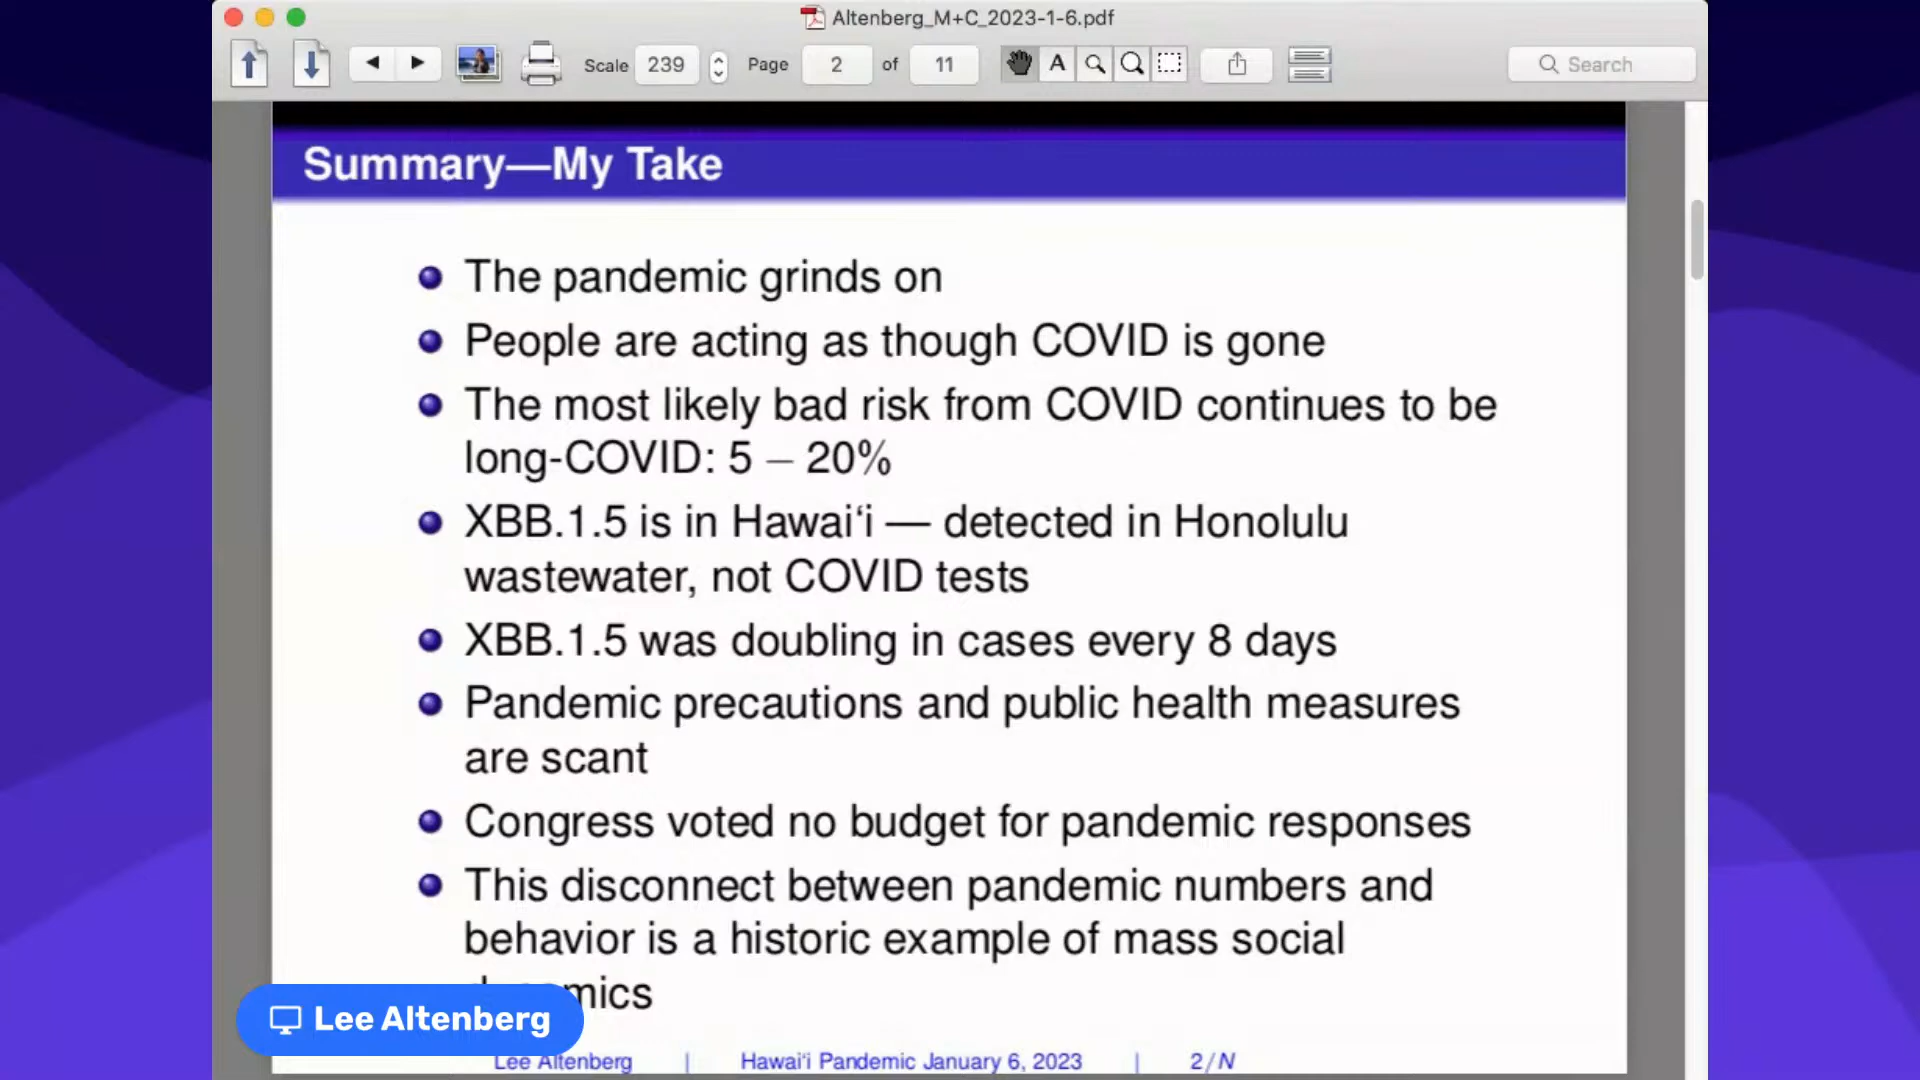 Altenberg_M+C_2023-1-6.pdf
Scale 239 Page 2 of 11 A Search
Summary—My Take
The pandemic grinds on
People are acting as though COVID is gone
The most likely bad risk from COVID continues to be
long-COVID: 5 – 20%
XBB.1.5 is in Hawai‘i — detected in Honolulu
wastewater, not COVID tests
XBB.1.5 was doubling in cases every 8 days
Pandemic precautions and public health measures
are scant
Congress voted no budget for pandemic responses
This disconnect between pandemic numbers and
behavior is a historic example of mass social
Lee Altenberg
Lee Altenberg | Hawai‘i Pandemic January 6, 2023 | 2/N